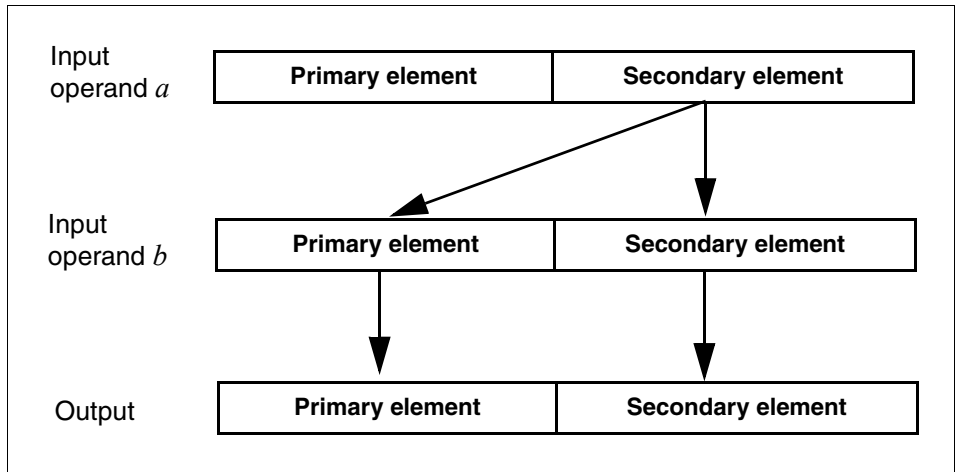 Input
operand a
Primary element
Secondary element
Input
operand b
Primary element
Secondary element
Output
Primary element
Secondary element